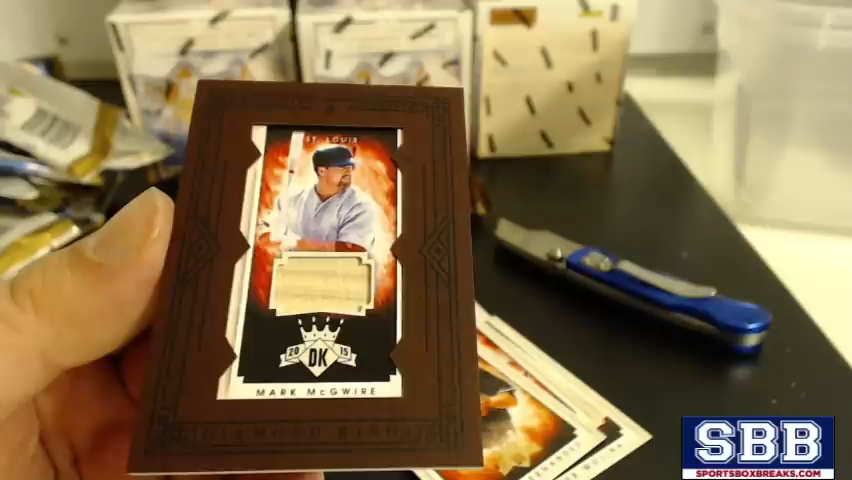 ST. LOUIS
20 DK 15
MARK McGWIRE
DIAMOND KINGS
SBB
SPORTSBOXBREAKS.COM